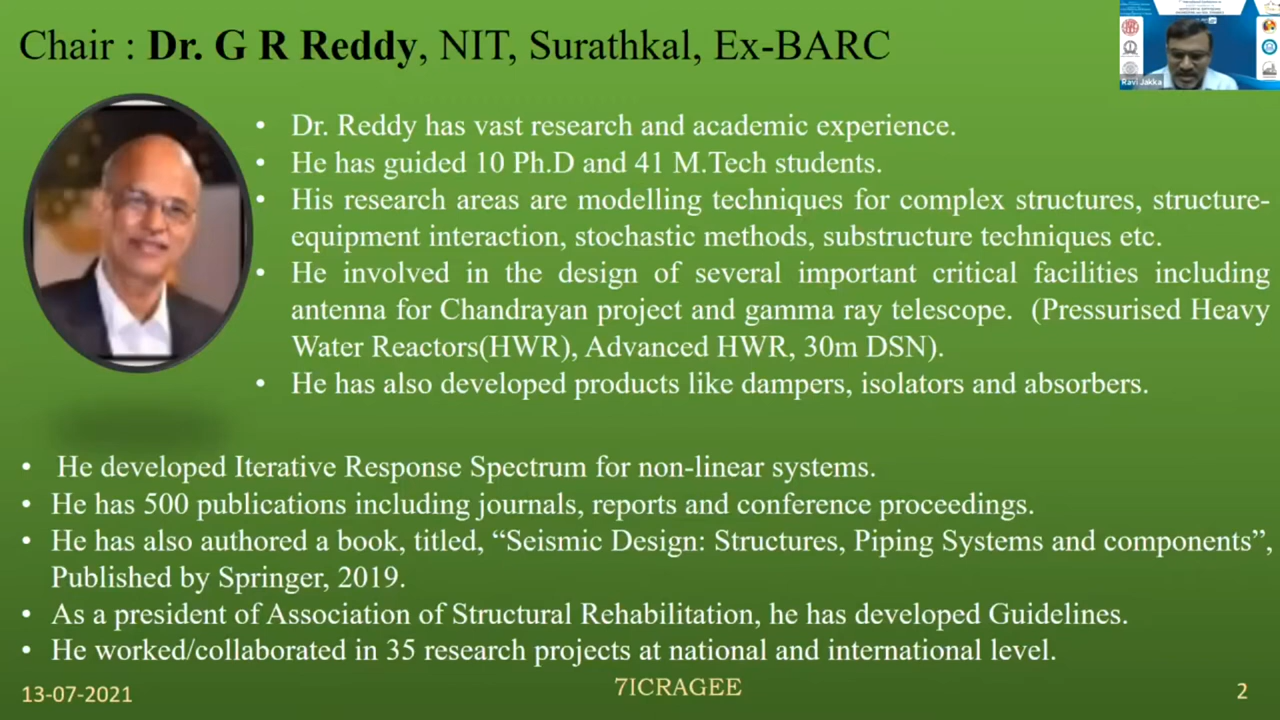 Chair : Dr. G R Reddy, NIT, Surathkal, Ex-BARC
Ravi Jakka
• Dr. Reddy has vast research and academic experience.
• He has guided 10 Ph.D and 41 M.Tech students.
• His research areas are modelling techniques for complex structures, structure-
equipment interaction, stochastic methods, substructure techniques etc.
• He involved in the design of several important critical facilities including
antenna for Chandrayan project and gamma ray telescope. (Pressurised Heavy
Water Reactors(HWR), Advanced HWR, 30m DSN).
• He has also developed products like dampers, isolators and absorbers.
• He developed Iterative Response Spectrum for non-linear systems.
• He has 500 publications including journals, reports and conference proceedings.
• He has also authored a book, titled, “Seismic Design: Structures, Piping Systems and components”,
Published by Springer, 2019.
• As a president of Association of Structural Rehabilitation, he has developed Guidelines.
• He worked/collaborated in 35 research projects at national and international level.
13-07-2021
7ICRAGEE
2